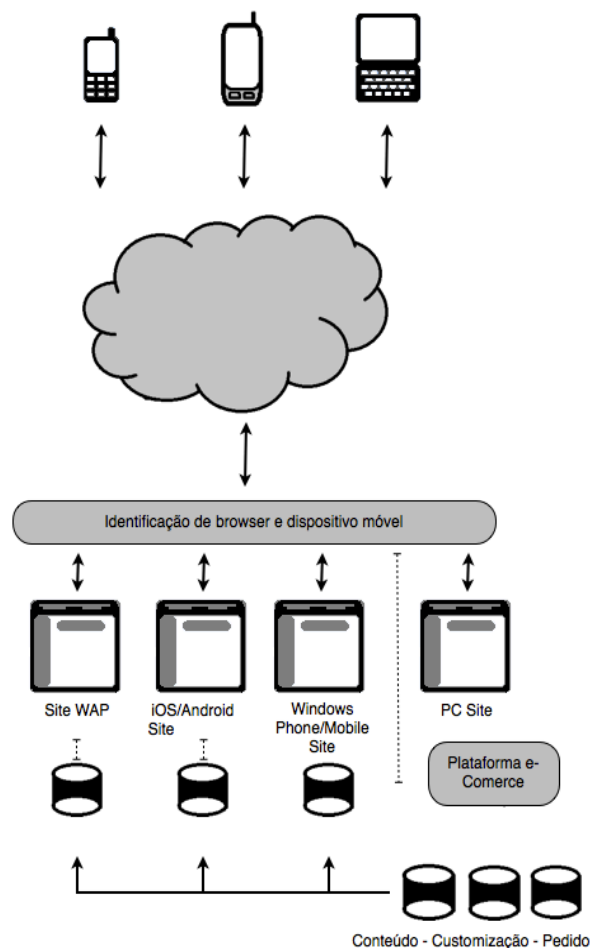 Identificação de browser e dispositivo móvel
Site WAP
iOS/Android
Site
Windows
Phone/Mobile
Site
PC Site
Plataforma e-
Comerce
Conteúdo - Customização - Pedido